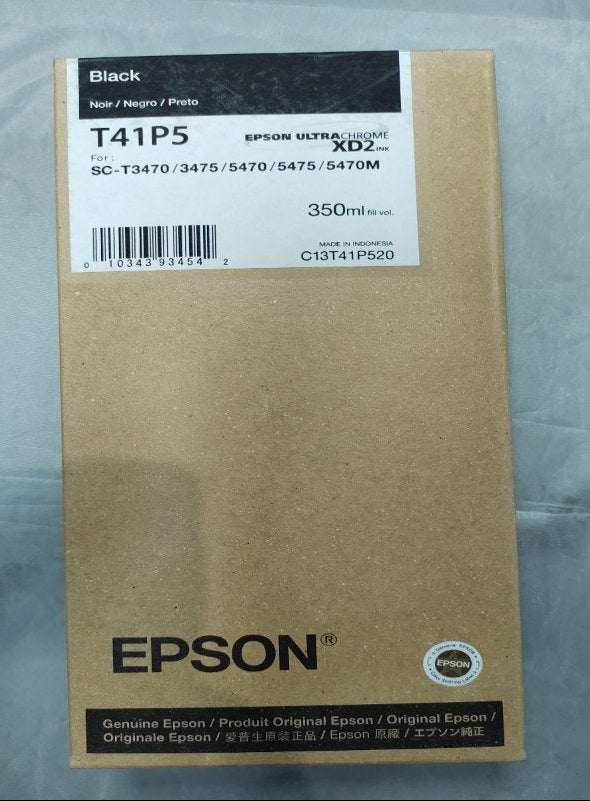 Black
Noir / Negro / Preto
T41P5
EPSON ULTRACHROME
XD2 INK
For :
SC-T3470/3475/5470/5475/5470M
350ml fill vol.
MADE IN INDONESIA
C13T41P520
0 10343 93454 2
EPSON®
Genuine Epson
EPSON
Genuine Epson / Produit Original Epson / Original Epson /
Originale Epson / 爱普生原装正品 / Epson 原廠 / エプソン純正